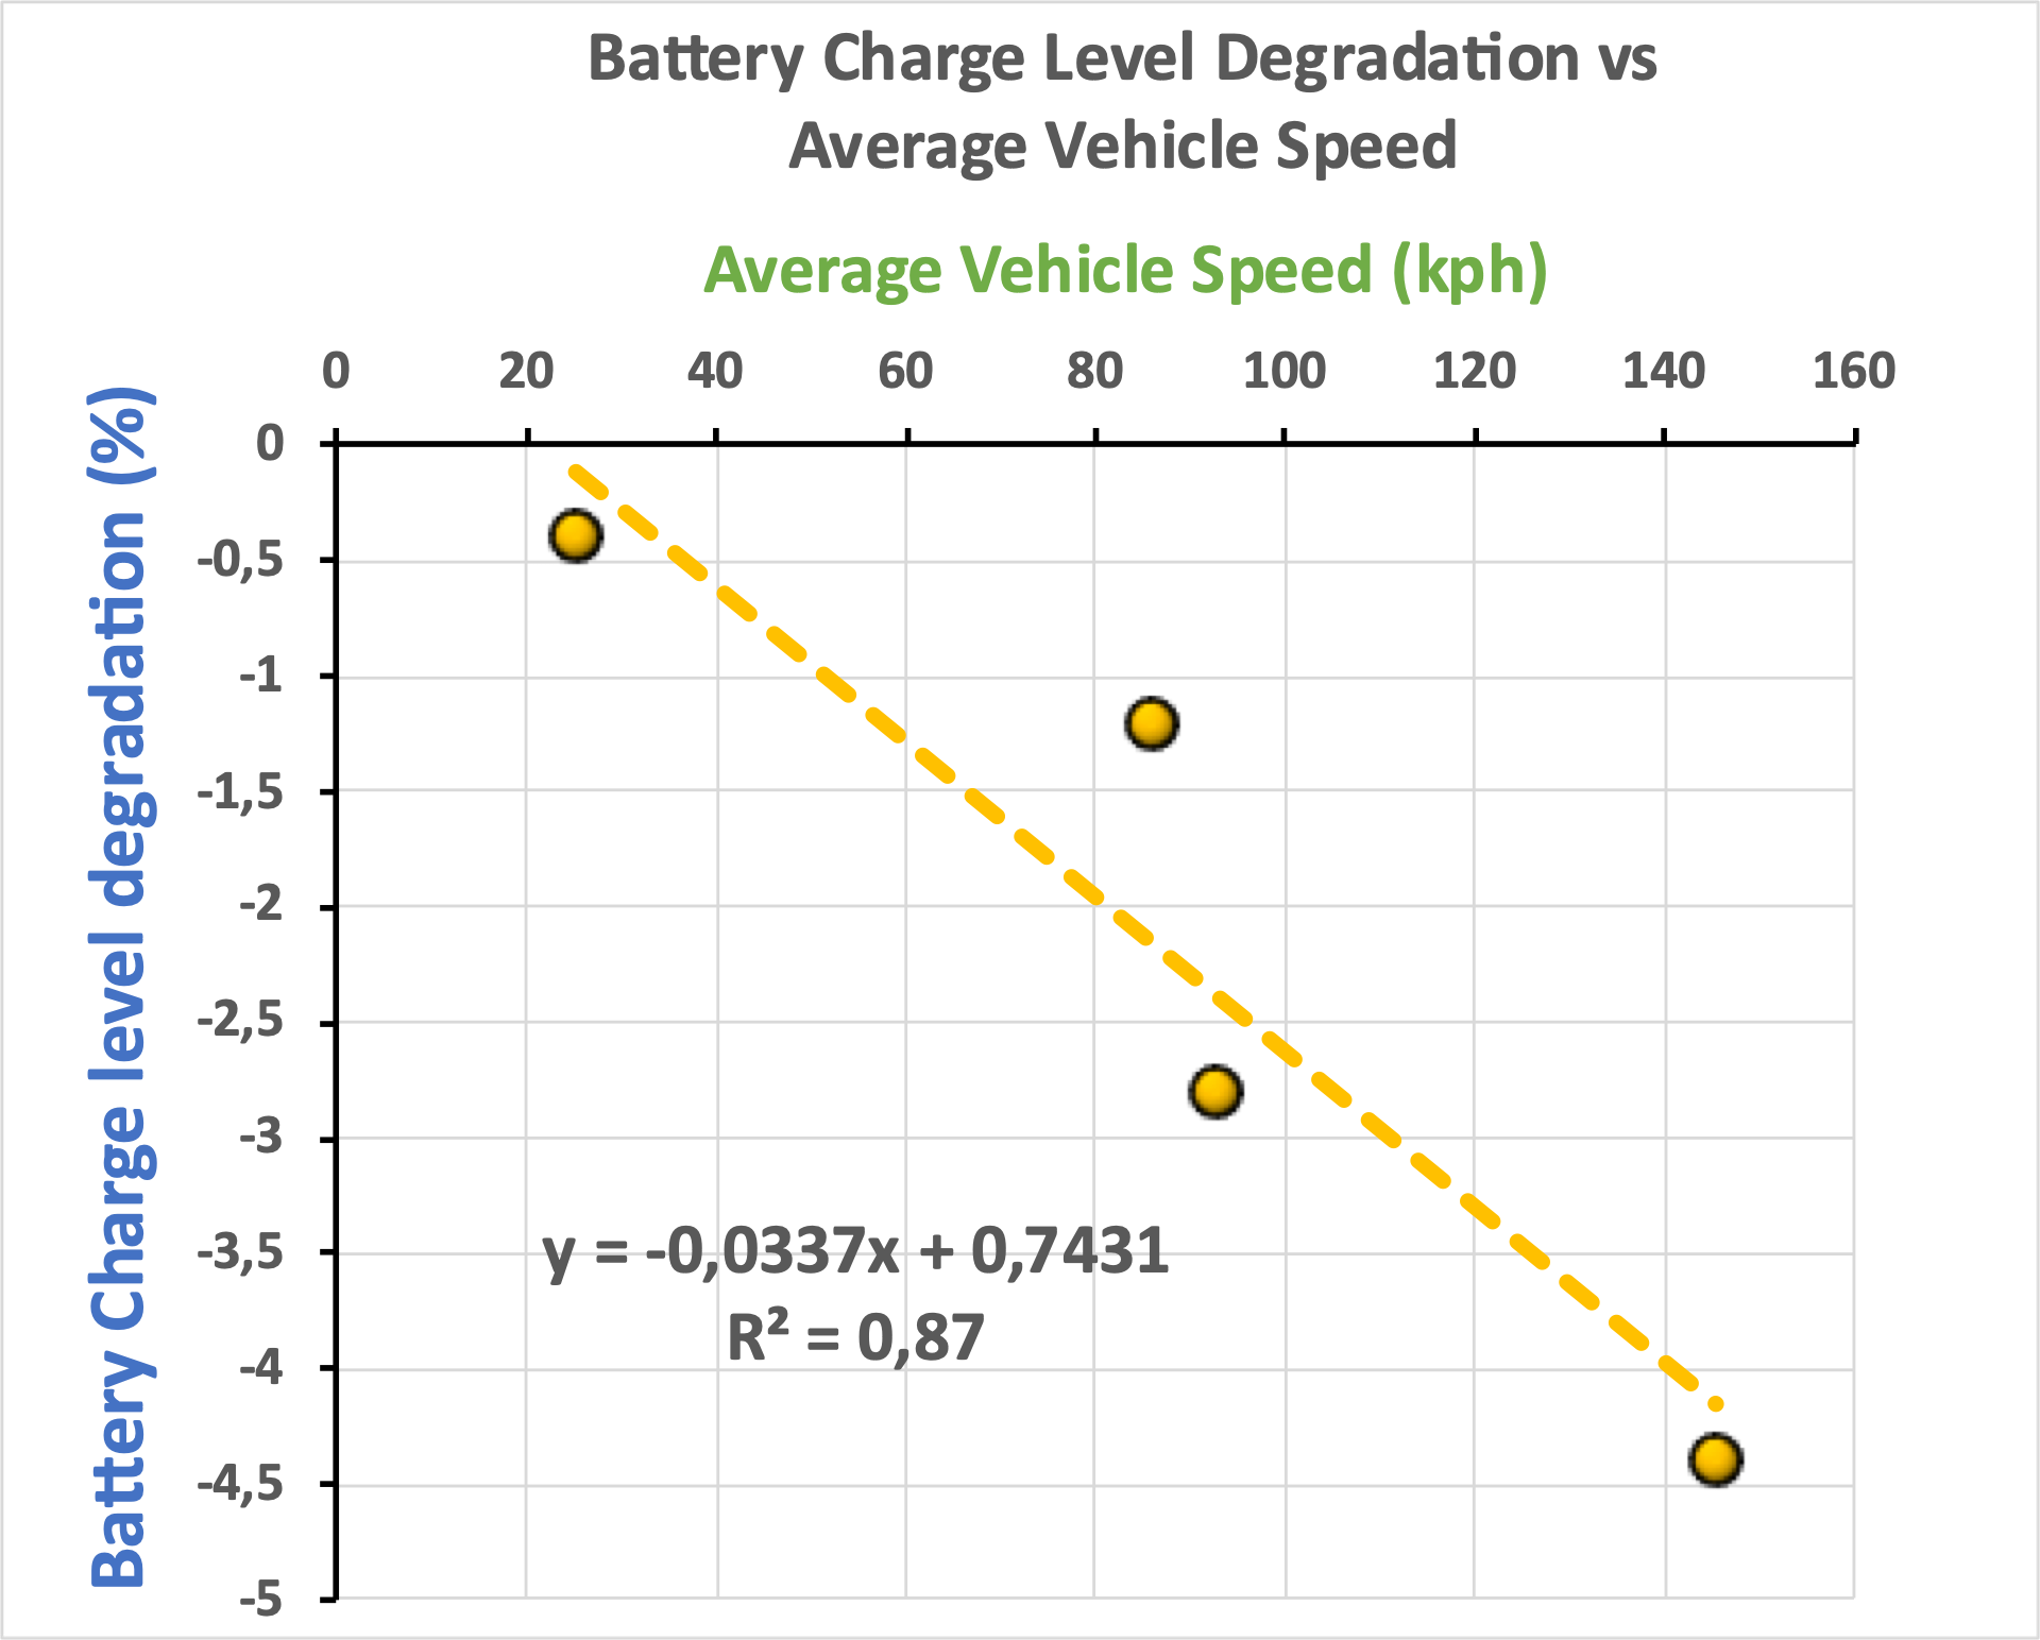 Battery Charge Level Degradation vs
Average Vehicle Speed
Average Vehicle Speed (kph)
0 20 40 60 80 100 120 140 160
Battery Charge level degradation (%)
0
-0,5
-1
-1,5
-2
-2,5
-3
-3,5
-4
-4,5
-5
y = -0,0337x + 0,7431
R² = 0,87